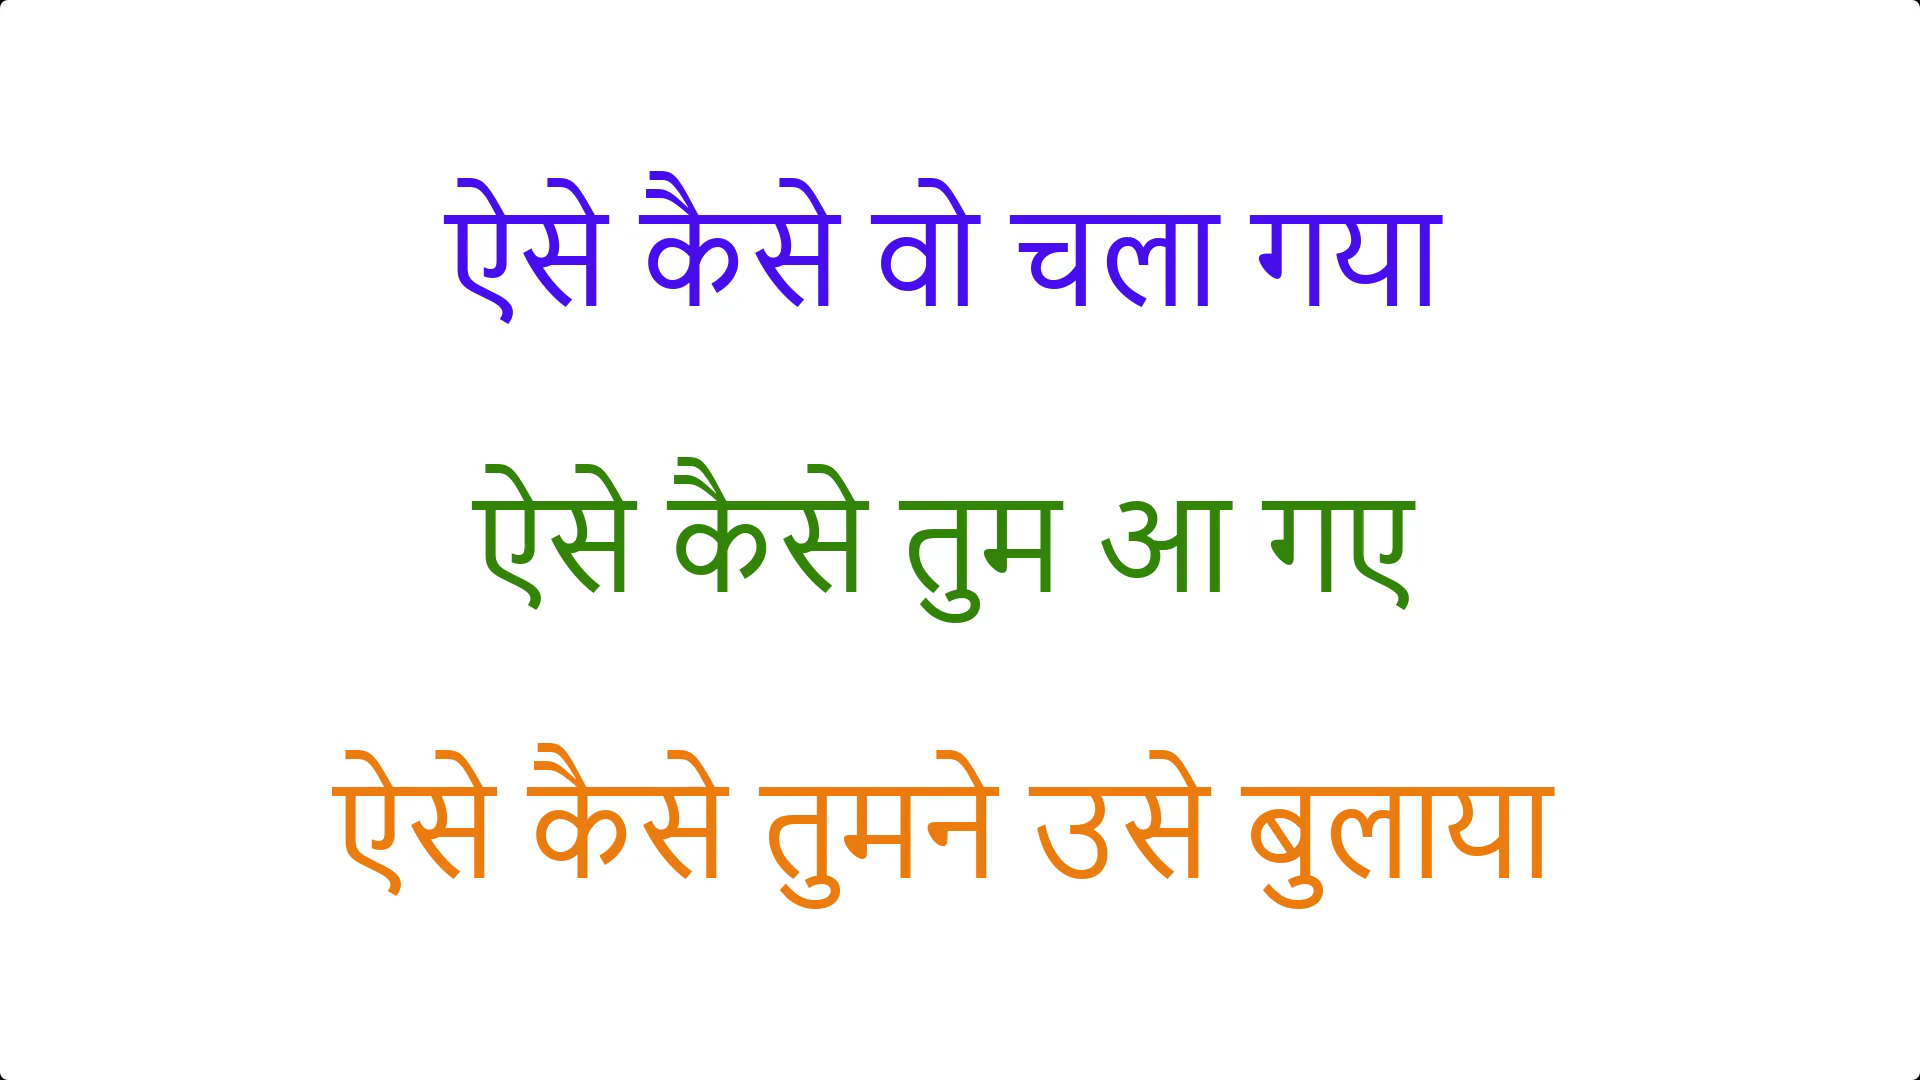 ऐसे कैसे वो चला गया
ऐसे कैसे तुम आ गए
ऐसे कैसे तुमने उसे बुलाया